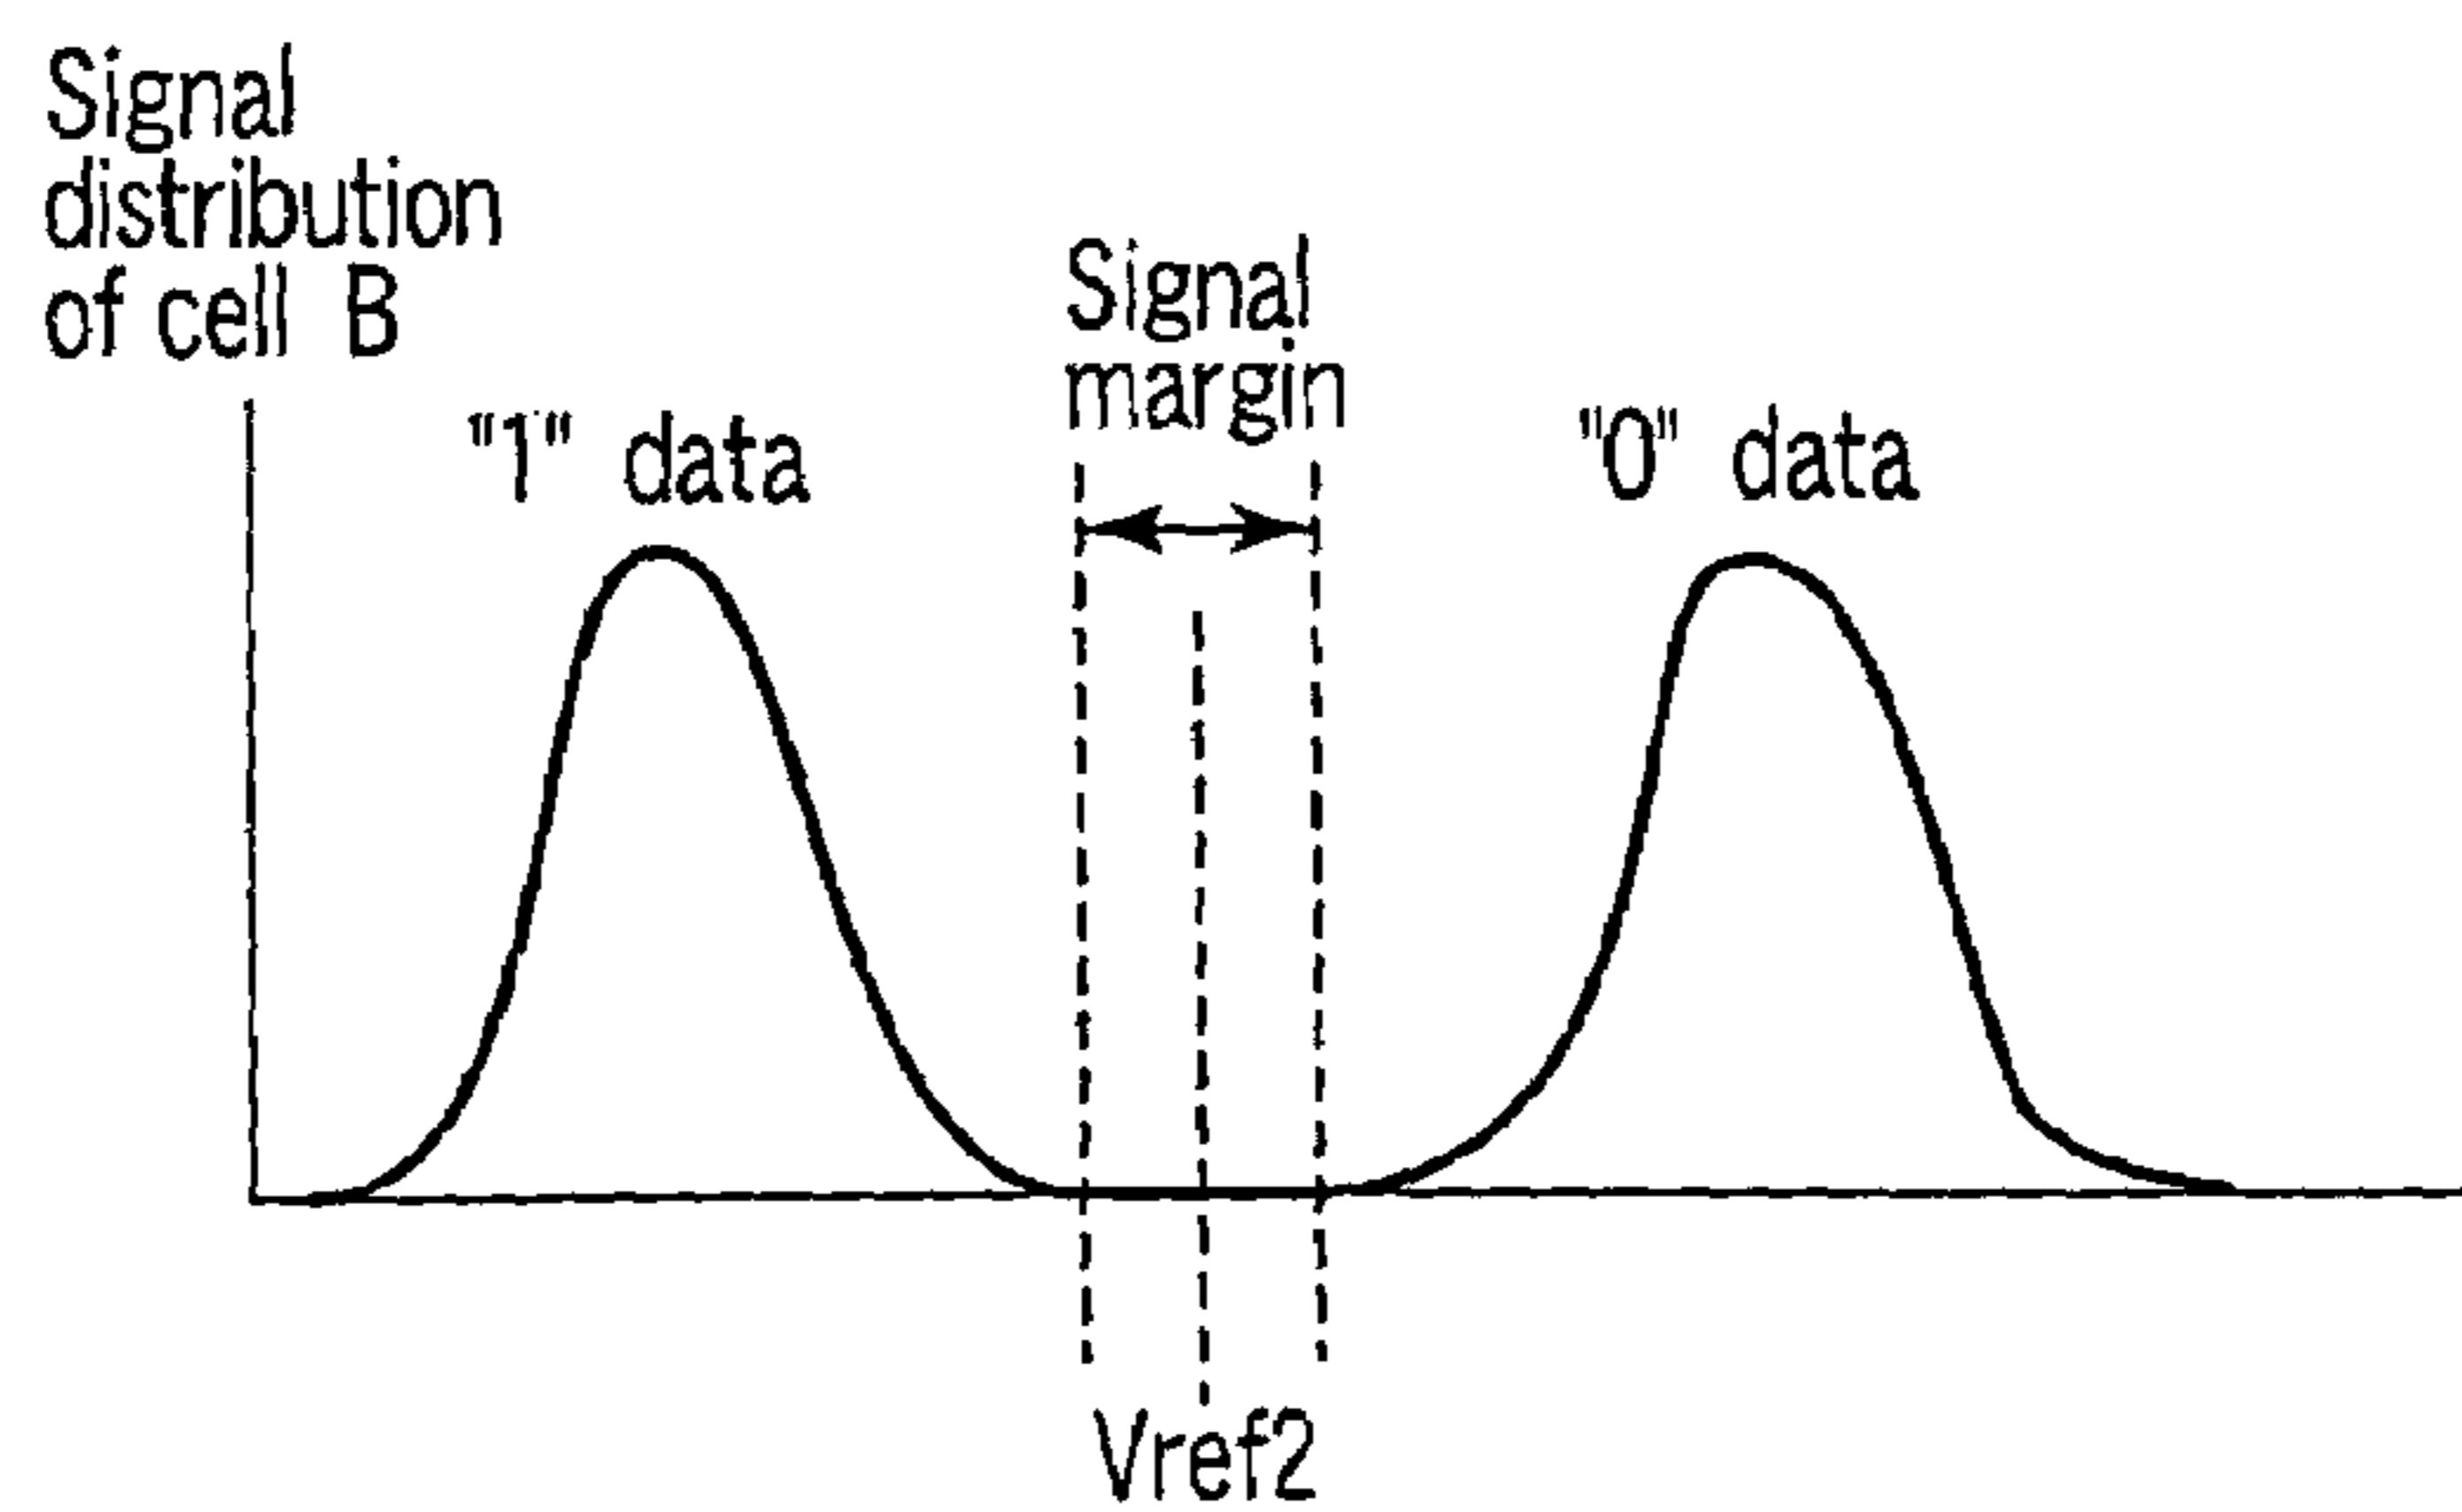 Signal
distribution
of cell B
Signal
margin
"1" data
"0" data
Vref2